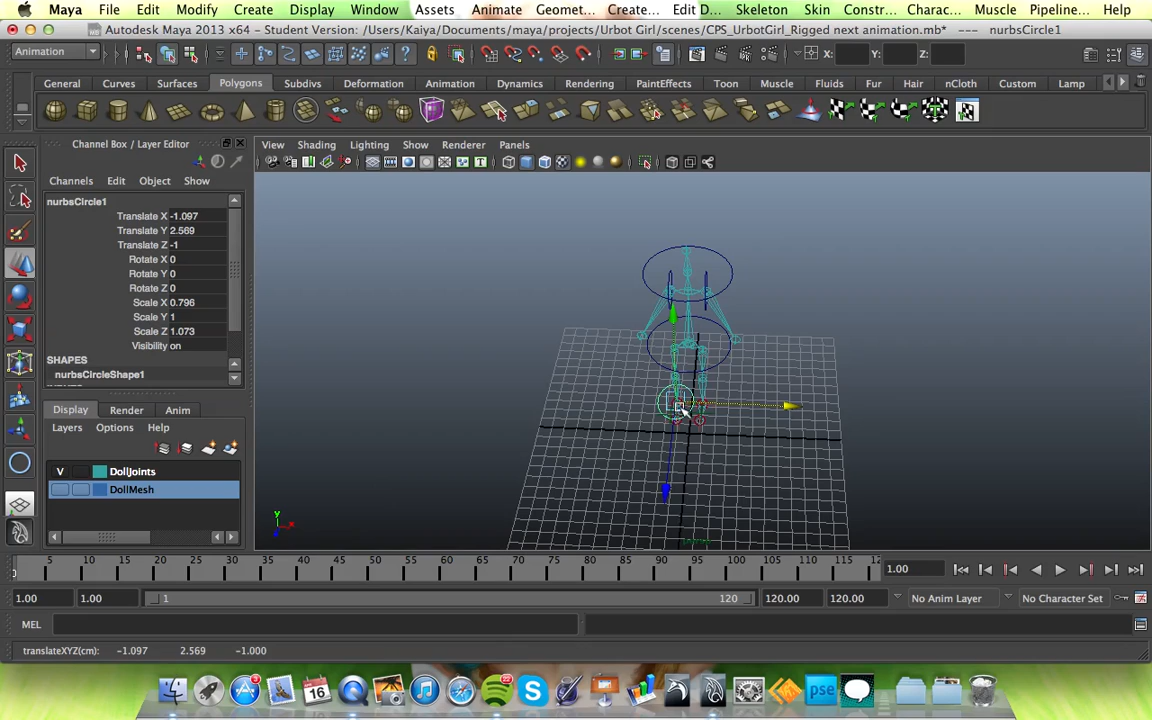 Maya File Edit Modify Create Display Window Assets Animate Geomet... Create... Edit D... Skeleton Skin Constr... Charac... Muscle Pipeline... Help
Autodesk Maya 2013 x64 - Student Version: /Users/Kaiya/Documents/maya/projects/Urbot Girl/scenes/CPS_UrbotGirl_Rigged next animation.mb* - nurbsCircle1
Animation X: Y: Z:
General Curves Surfaces Polygons Subdivs Deformation Animation Dynamics Rendering PaintEffects Toon Muscle Fluids Fur Hair nCloth Custom Lamp
Channel Box / Layer Editor
View Shading Lighting Show Renderer Panels
Channels Edit Object Show
nurbsCircle1
Translate X -1.097
Translate Y 2.569
Translate Z -1
Rotate X 0
Rotate Y 0
Rotate Z 0
Scale X 0.796
Scale Y 1
Scale Z 1.073
Visibility on
SHAPES
nurbsCircleShape1
Display Render Anim
Layers Options Help
V DollJoints
DollMesh
y
x
z
5 10 15 20 25 30 35 40 45 50 55 60 65 70 75 80 85 90 95 100 105 110 115 12
1.00
1.00 1.00 1 120 120.00 120.00 No Anim Layer No Character Set
MEL
translateXYZ(cm): -1.097 2.569 -1.000
16
pse